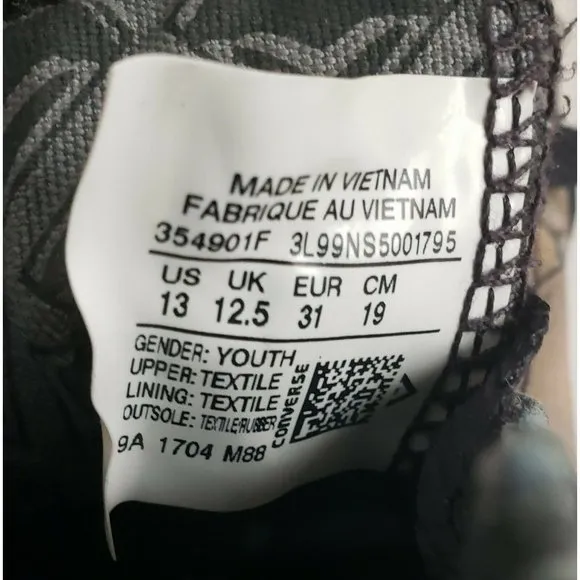 MADE IN VIETNAM
FABRIQUE AU VIETNAM
354901F 3L99NS5001795
US UK EUR CM
13 12.5 31 19
GENDER: YOUTH
UPPER: TEXTILE
LINING: TEXTILE
OUTSOLE: TEXTILE/RUBBER
CONVERSE
9A 1704 M88